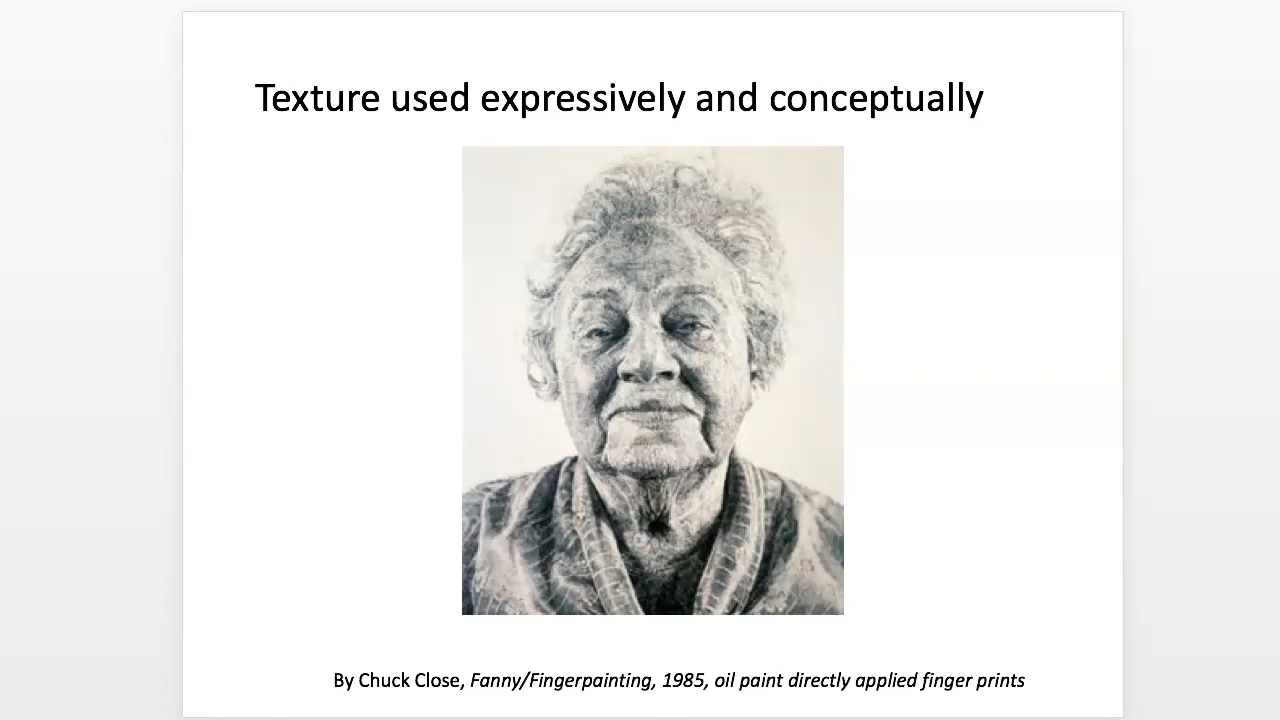 Texture used expressively and conceptually
By Chuck Close, Fanny/Fingerpainting, 1985, oil paint directly applied finger prints